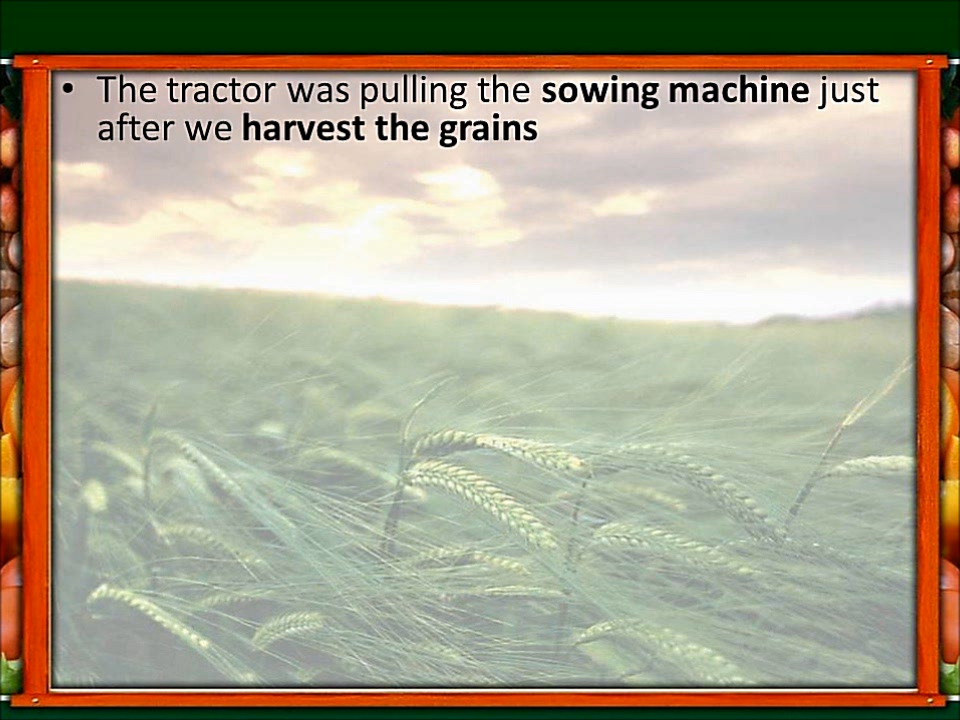 • The tractor was pulling the sowing machine just
after we harvest the grains